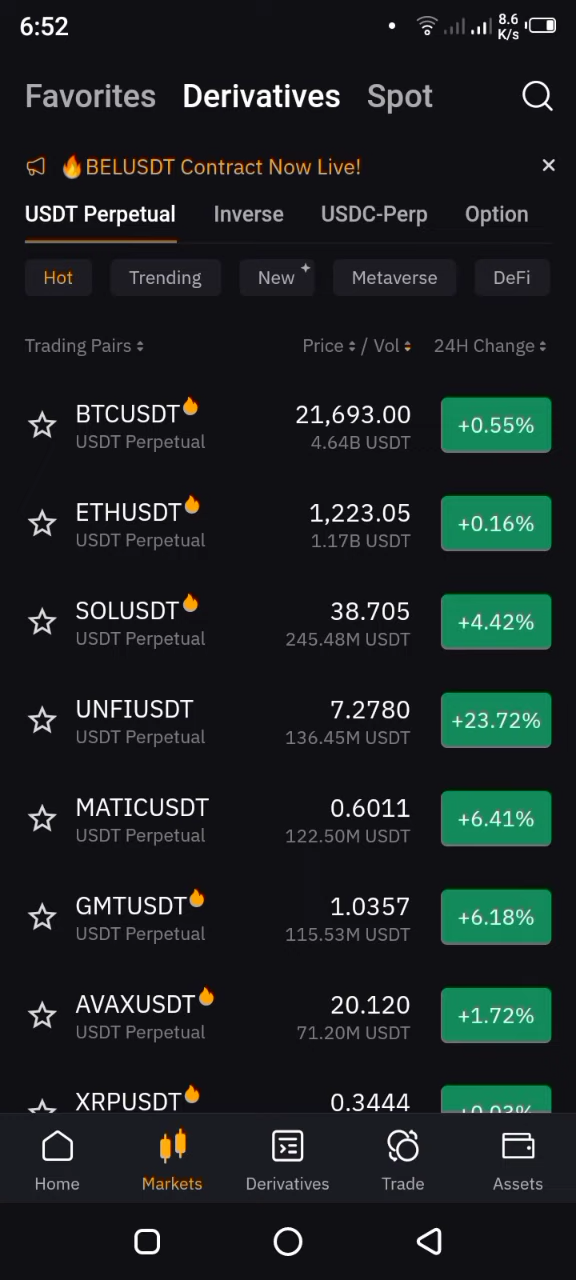 6:52
8.6
K/s
Favorites Derivatives Spot
BELUSDT Contract Now Live!
USDT Perpetual Inverse USDC-Perp Option
Hot Trending New Metaverse DeFi
Trading Pairs Price / Vol 24H Change
BTCUSDT 21,693.00 +0.55%
USDT Perpetual 4.64B USDT
ETHUSDT 1,223.05 +0.16%
USDT Perpetual 1.17B USDT
SOLUSDT 38.705 +4.42%
USDT Perpetual 245.48M USDT
UNFIUSDT 7.2780 +23.72%
USDT Perpetual 136.45M USDT
MATICUSDT 0.6011 +6.41%
USDT Perpetual 122.50M USDT
GMTUSDT 1.0357 +6.18%
USDT Perpetual 115.53M USDT
AVAXUSDT 20.120 +1.72%
USDT Perpetual 71.20M USDT
XRPUSDT 0.3444
Home Markets Derivatives Trade Assets